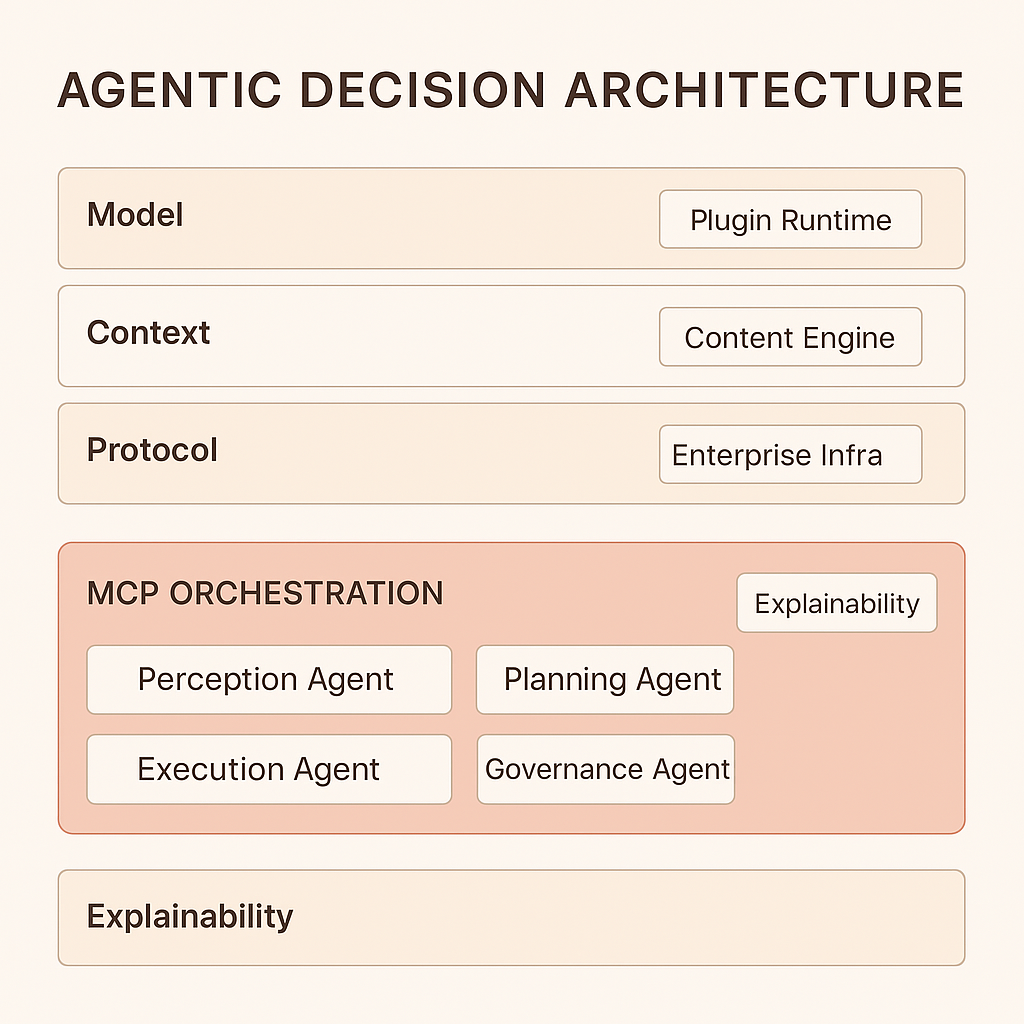 AGENTIC DECISION ARCHITECTURE
Model
Plugin Runtime
Context
Content Engine
Protocol
Enterprise Infra
MCP ORCHESTRATION
Explainability
Perception Agent
Planning Agent
Execution Agent
Governance Agent
Explainability